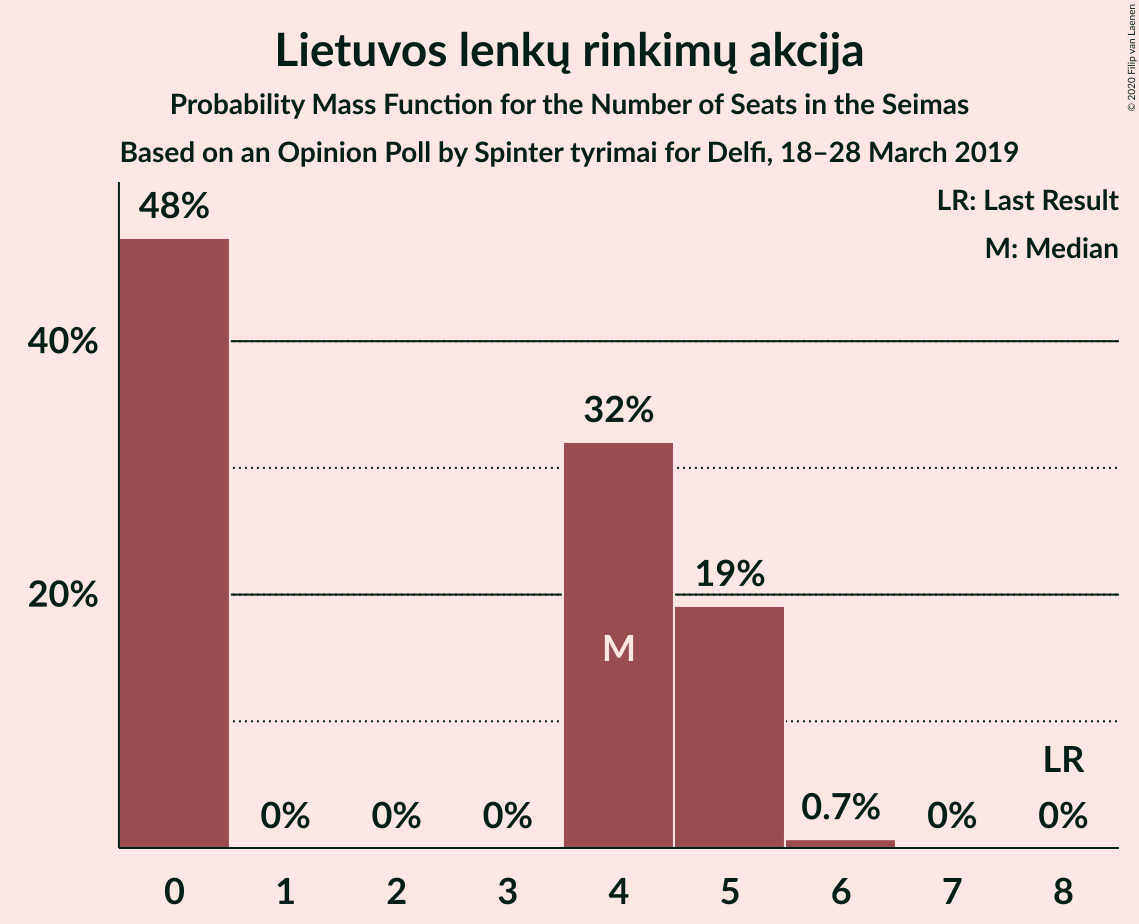 Lietuvos lenkų rinkimų akcija
Probability Mass Function for the Number of Seats in the Seimas
Based on an Opinion Poll by Spinter tyrimai for Delfi, 18–28 March 2019
© 2020 Filip van Laenen
LR: Last Result
M: Median
48%
40%
32%
20%
19%
M
LR
0% 0% 0% 0.7% 0% 0%
0 1 2 3 4 5 6 7 8